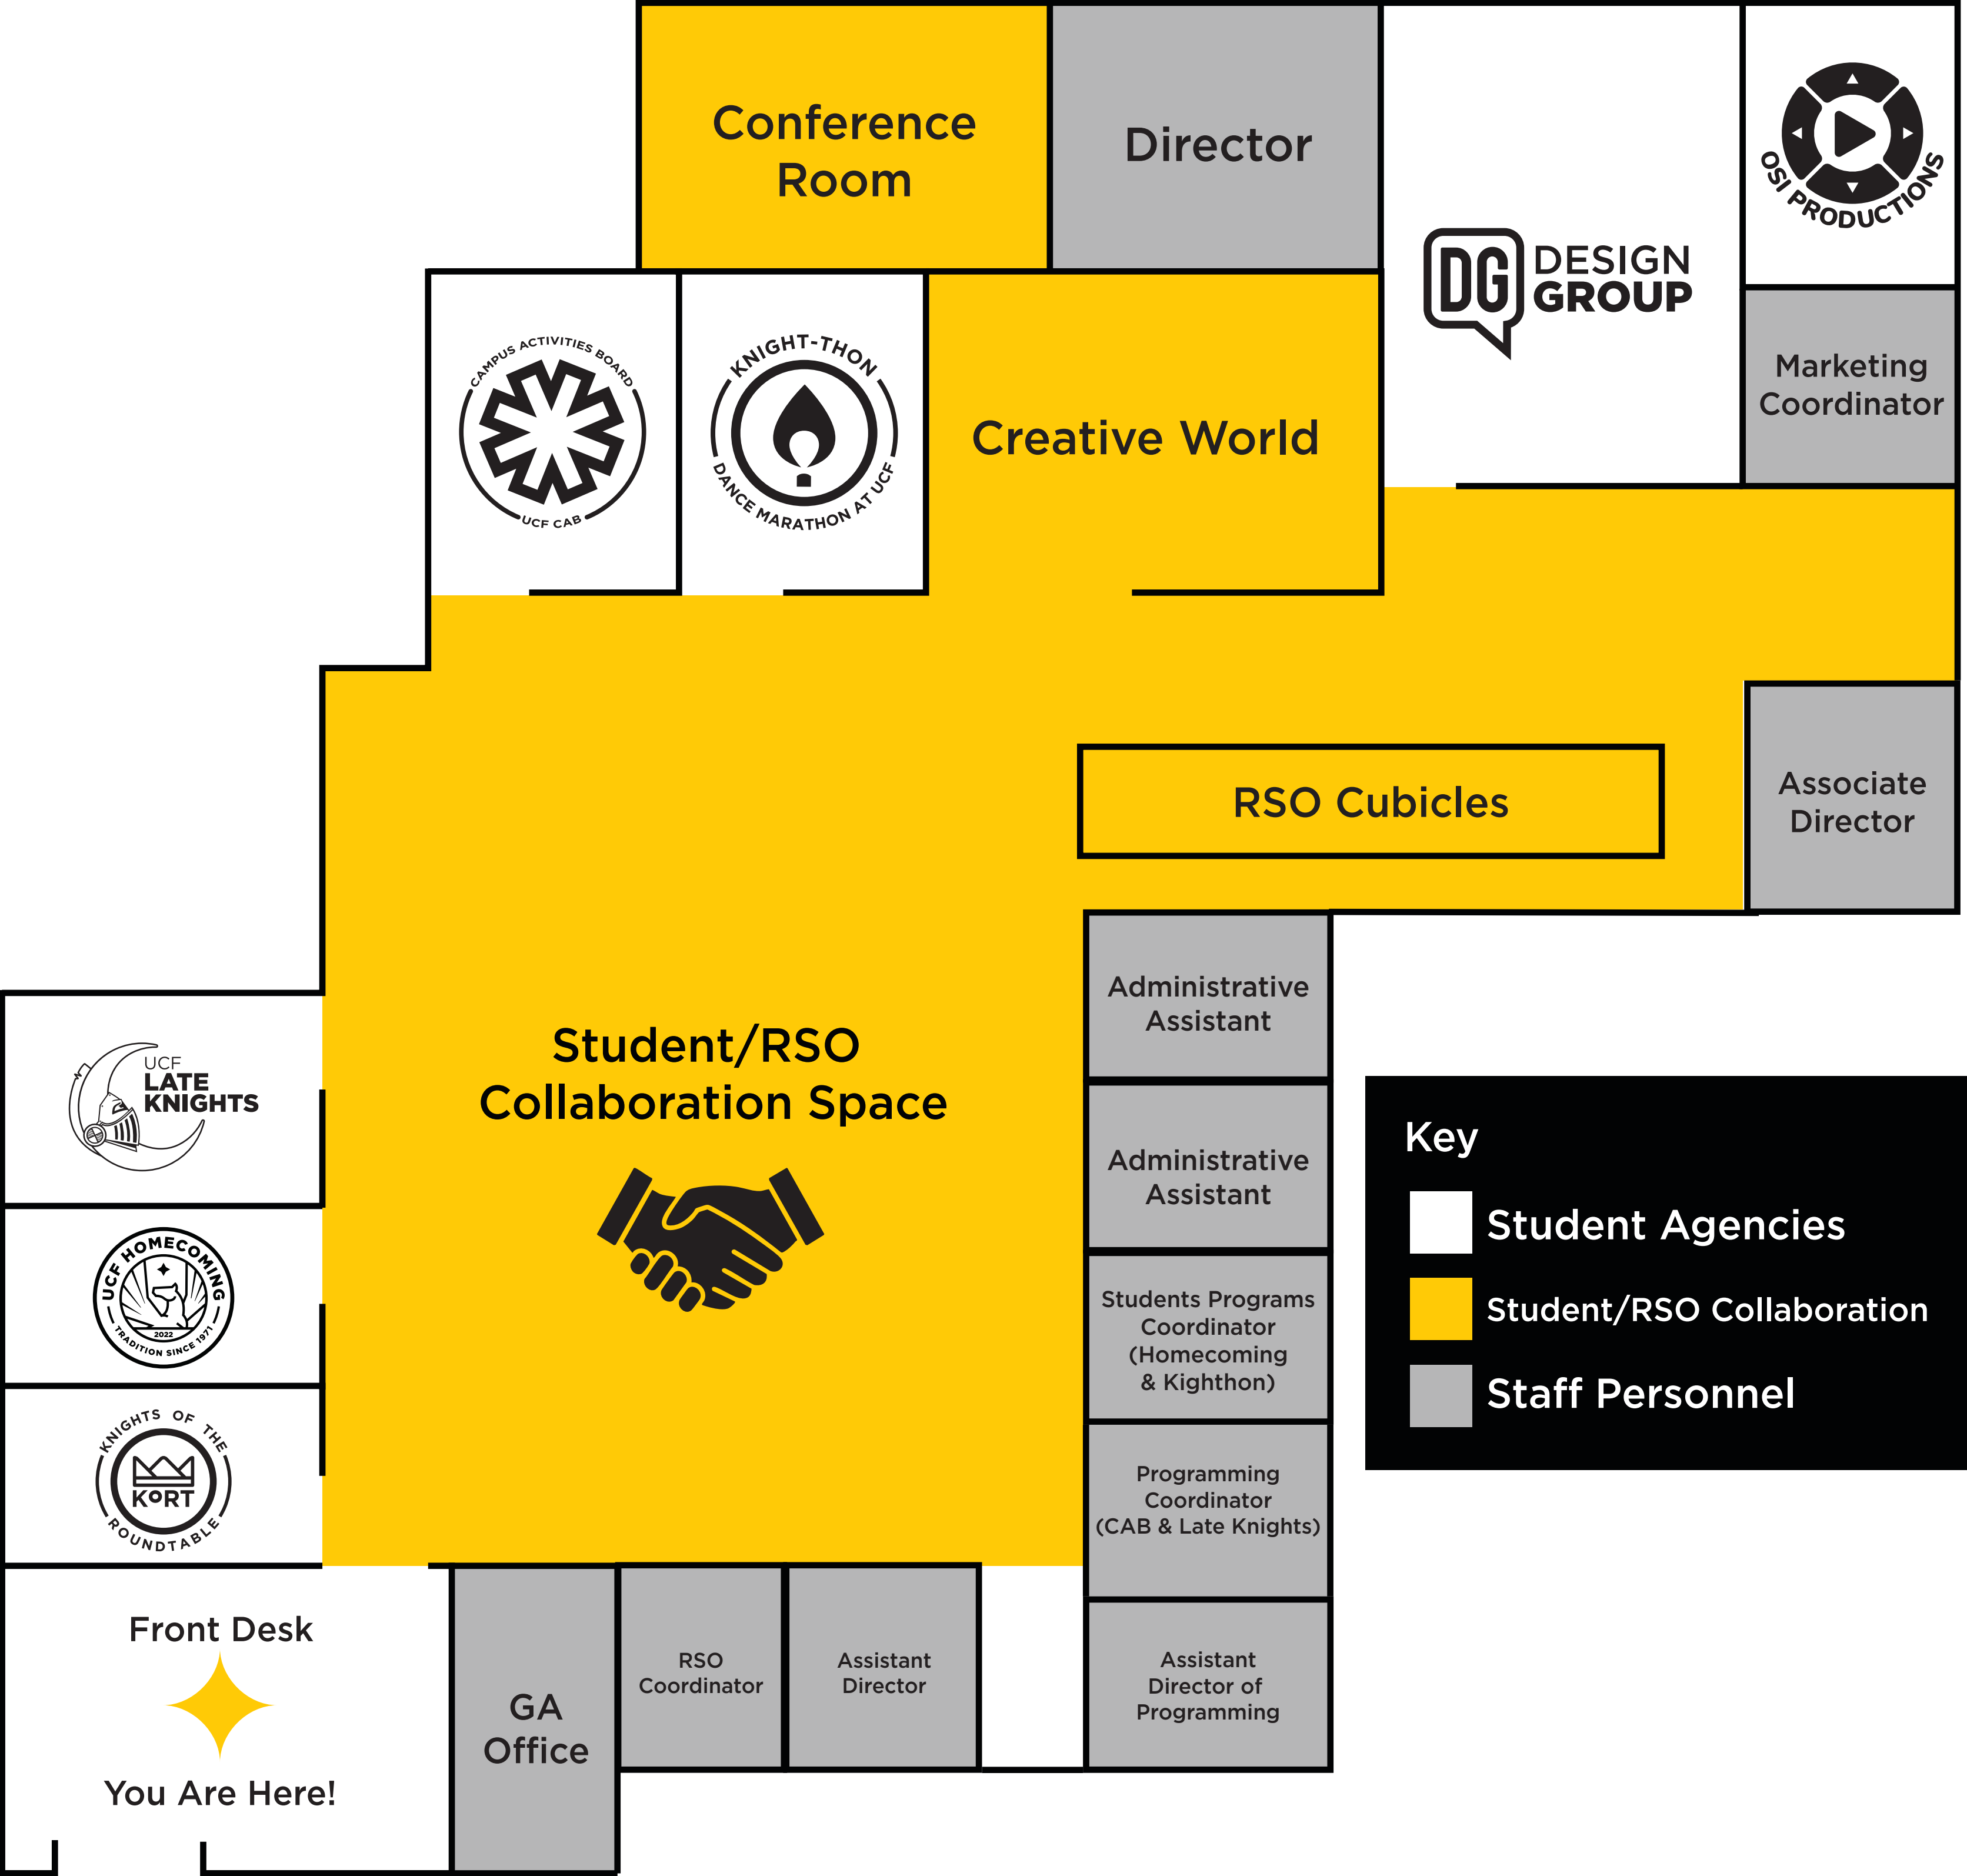 Conference
Room
Director
DG DESIGN
GROUP
OSI PRODUCTIONS
Marketing
Coordinator
CAMPUS ACTIVITIES BOARD
UCF CAB
KNIGHT-THON
DANCE MARATHON AT UCF
Creative World
RSO Cubicles
Associate
Director
Student/RSO
Collaboration Space
UCF
LATE
KNIGHTS
N
UCF HOMECOMING
2022
TRADITION SINCE 1971
KNIGHTS OF THE
KORT
ROUNDTABLE
Administrative
Assistant
Administrative
Assistant
Students Programs
Coordinator
(Homecoming
& Kighthon)
Programming
Coordinator
(CAB & Late Knights)
Assistant
Director of
Programming
Key
Student Agencies
Student/RSO Collaboration
Staff Personnel
Front Desk
You Are Here!
GA
Office
RSO
Coordinator
Assistant
Director